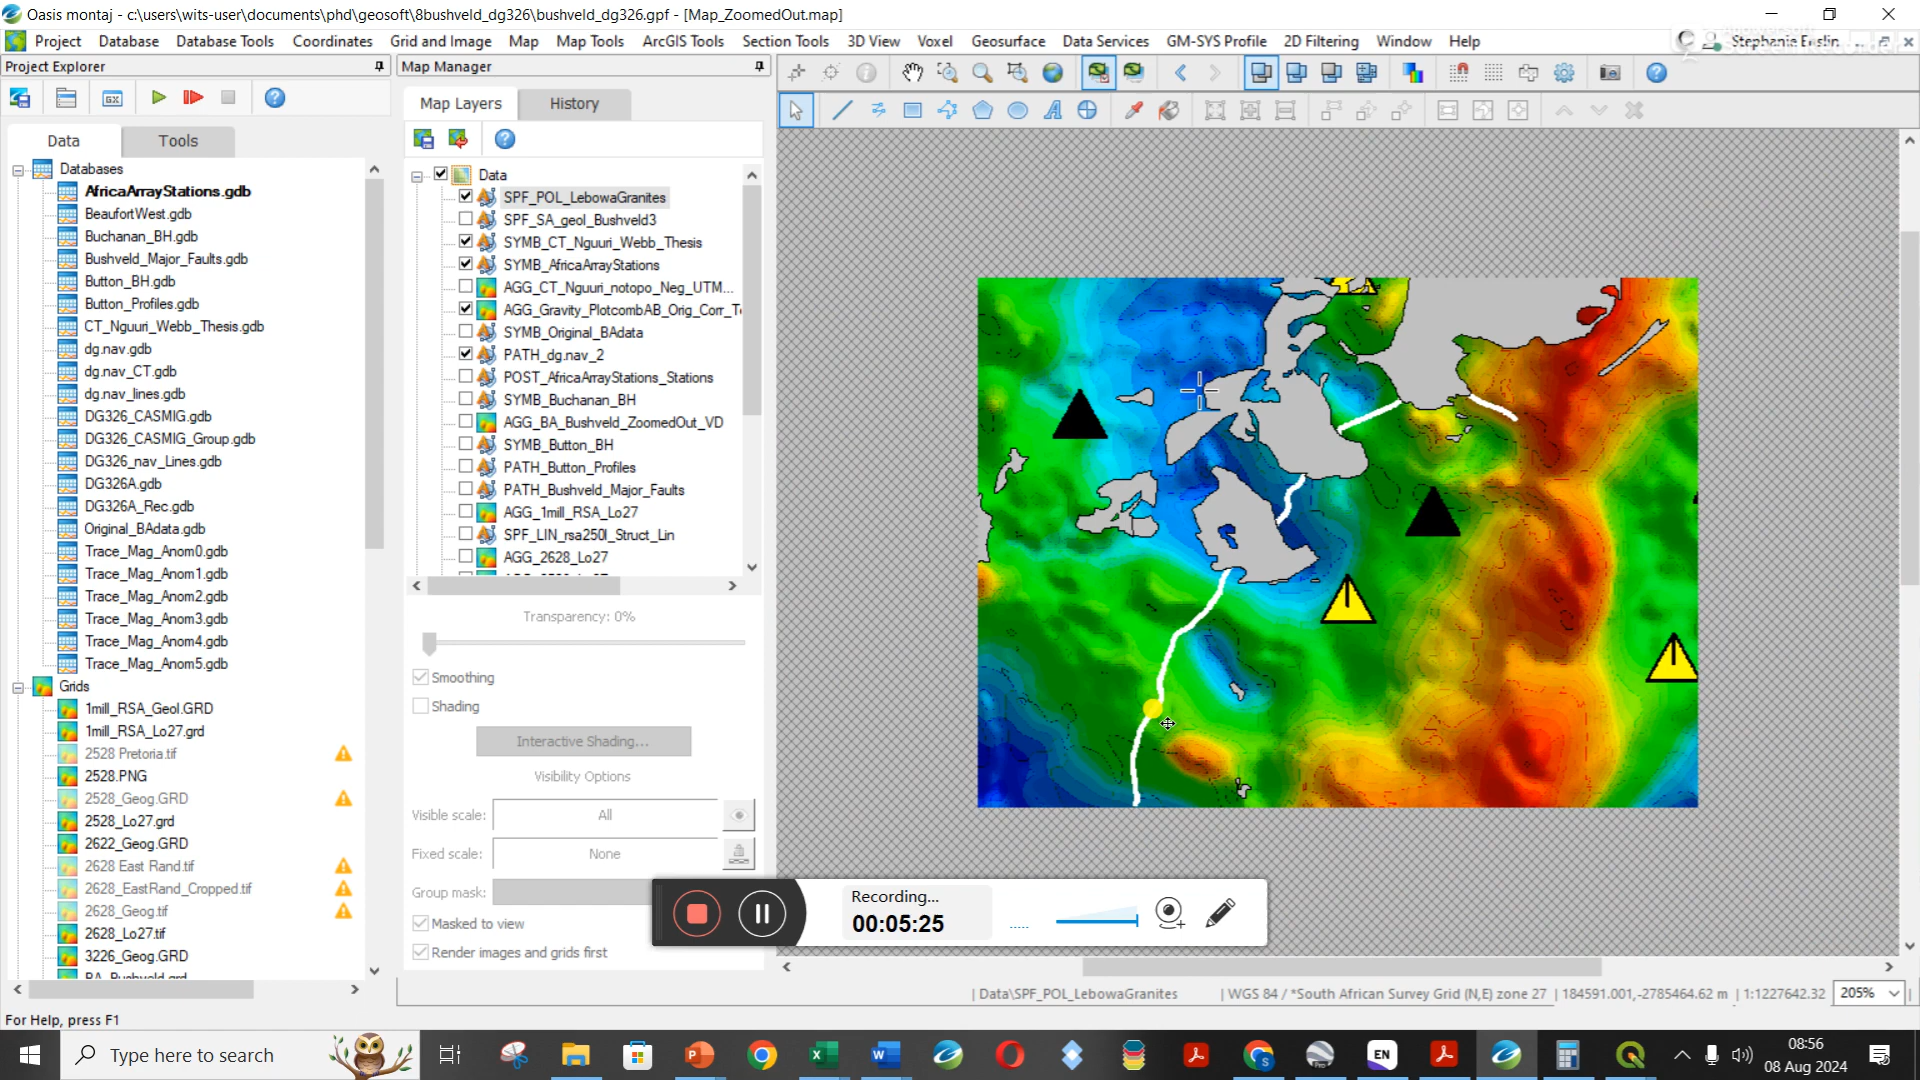 Oasis montaj - c:\users\wits-user\documents\phd\geosoft\8bushveld_dg326\bushveld_dg326.gpf - [Map_ZoomedOut.map]
Project Database Database Tools Coordinates Grid and Image Map Map Tools ArcGIS Tools Section Tools 3D View Voxel Geosurface Data Services GM-SYS Profile 2D Filtering Window Help
Project Explorer
Map Manager
GX
Map Layers
History
Data
Tools
Databases
AfricaArrayStations.gdb
BeaufortWest.gdb
Buchanan_BH.gdb
Bushveld_Major_Faults.gdb
Button_BH.gdb
Button_Profiles.gdb
CT_Nguuri_Webb_Thesis.gdb
dg.nav.gdb
dg.nav_CT.gdb
dg.nav_lines.gdb
DG326_CASMIG.gdb
DG326_CASMIG_Group.gdb
DG326_nav_Lines.gdb
DG326A.gdb
DG326A_Rec.gdb
Original_BAdata.gdb
Trace_Mag_Anom0.gdb
Trace_Mag_Anom1.gdb
Trace_Mag_Anom2.gdb
Trace_Mag_Anom3.gdb
Trace_Mag_Anom4.gdb
Trace_Mag_Anom5.gdb
Grids
1mill_RSA_Geol.GRD
1mill_RSA_Lo27.grd
2528 Pretoria.tif
2528.PNG
2528_Geog.GRD
2528_Lo27.grd
2622_Geog.GRD
2628 East Rand.tif
2628_EastRand_Cropped.tif
2628_Geog.tif
2628_Lo27.tif
3226_Geog.GRD
BA_Bushveld.grd
Data
SPF_POL_LebowaGranites
SPF_SA_geol_Bushveld3
SYMB_CT_Nguuri_Webb_Thesis
SYMB_AfricaArrayStations
AGG_CT_Nguuri_notopo_Neg_UTM...
AGG_Gravity_PlotcombAB_Orig_Corr_T
SYMB_Original_BAdata
PATH_dg.nav_2
POST_AfricaArrayStations_Stations
SYMB_Buchanan_BH
AGG_BA_Bushveld_ZoomedOut_VD
SYMB_Button_BH
PATH_Button_Profiles
PATH_Bushveld_Major_Faults
AGG_1mill_RSA_Lo27
SPF_LIN_rsa250l_Struct_Lin
AGG_2628_Lo27
Transparency: 0%
Smoothing
Shading
Interactive Shading...
Visibility Options
Visible scale: All
Fixed scale: None
Group mask:
Masked to view
Render images and grids first
Recording...
00:05:25
| Data\SPF_POL_LebowaGranites | WGS 84 / *South African Survey Grid (N,E) zone 27 | 184591.001,-2785464.62 m | 1:1227642.32 205%
For Help, press F1
Type here to search
EN
08:56
08 Aug 2024